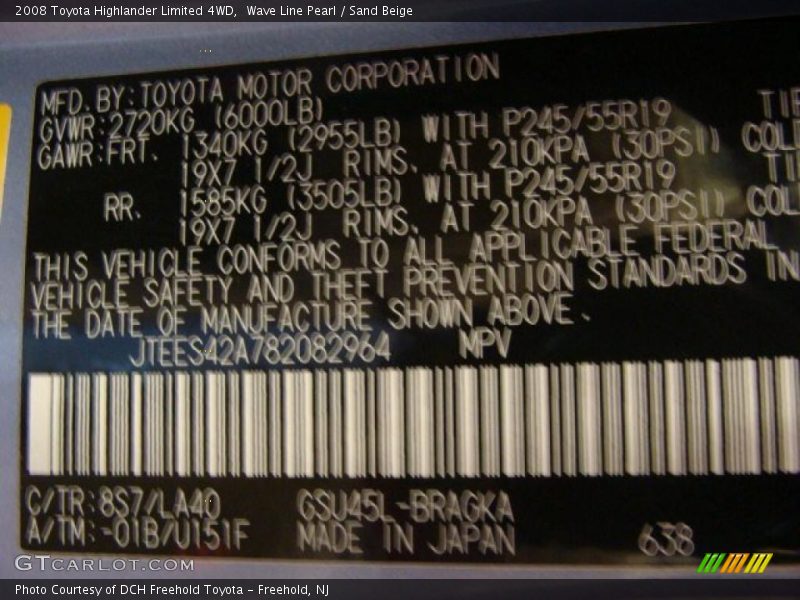 2008 Toyota Highlander Limited 4WD,  Wave Line Pearl / Sand Beige
MFD. BY: TOYOTA MOTOR CORPORATION
GVWR: 2720KG (6000LB)
GAWR: FRT. 1340KG (2955LB) WITH P245/55R19 TIR
19X7 1/2J RIMS, AT 210KPA (30PSI) COLD
RR. 1585KG (3505LB) WITH P245/55R19 TIR
19X7 1/2J RIMS, AT 210KPA (30PSI) COLD
THIS VEHICLE CONFORMS TO ALL APPLICABLE FEDERAL
VEHICLE SAFETY AND THEFT PREVENTION STANDARDS IN
THE DATE OF MANUFACTURE SHOWN ABOVE.
JTEES42A782082964 MPV
C/TR: 8S7/LA40 GSU45L-BRAGKA
A/TM: -01B/U151F MADE IN JAPAN 638
GTCARLOT.COM
Photo Courtesy of DCH Freehold Toyota - Freehold, NJ